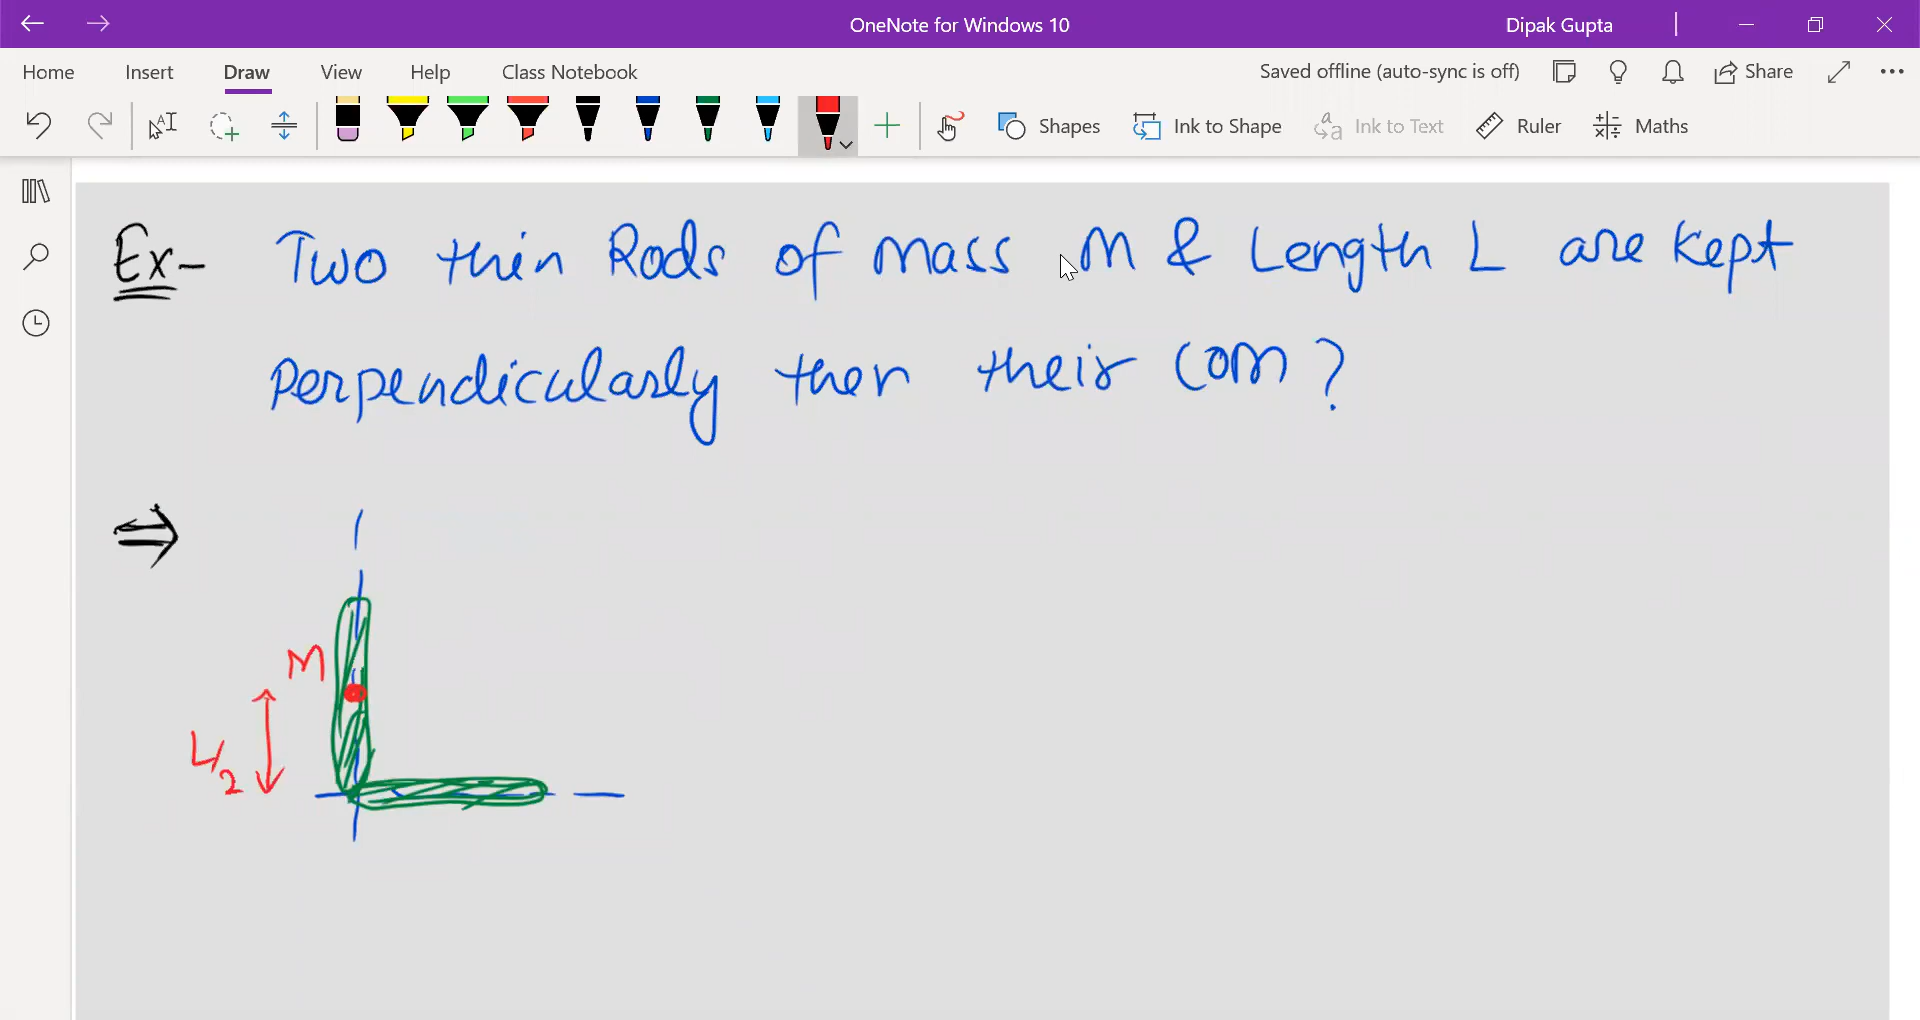 OneNote for Windows 10
Dipak Gupta
Home Insert Draw View Help Class Notebook
Saved offline (auto-sync is off) Share
Shapes Ink to Shape Ink to Text Ruler Maths
Ex- Two thin Rods of mass M & Length L are kept
perpendicularly then their COM ?
M
L/2